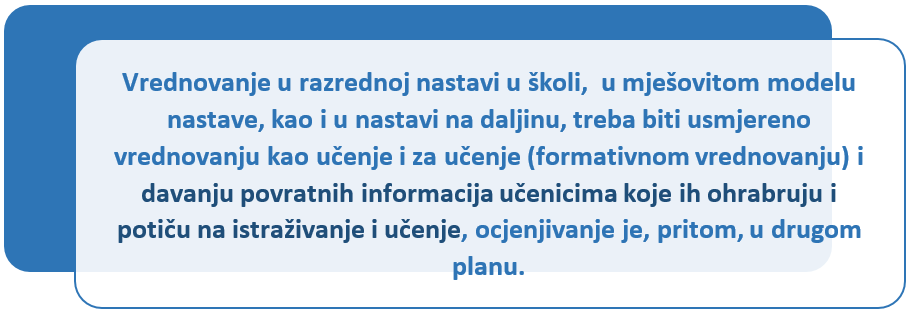 Vrednovanje u razrednoj nastavi u školi,  u mješovitom modelu
nastave, kao i u nastavi na daljinu, treba biti usmjereno
vrednovanju kao učenje i za učenje (formativnom vrednovanju) i
davanju povratnih informacija učenicima koje ih ohrabruju i
potiču na istraživanje i učenje, ocjenjivanje je, pritom, u drugom
planu.